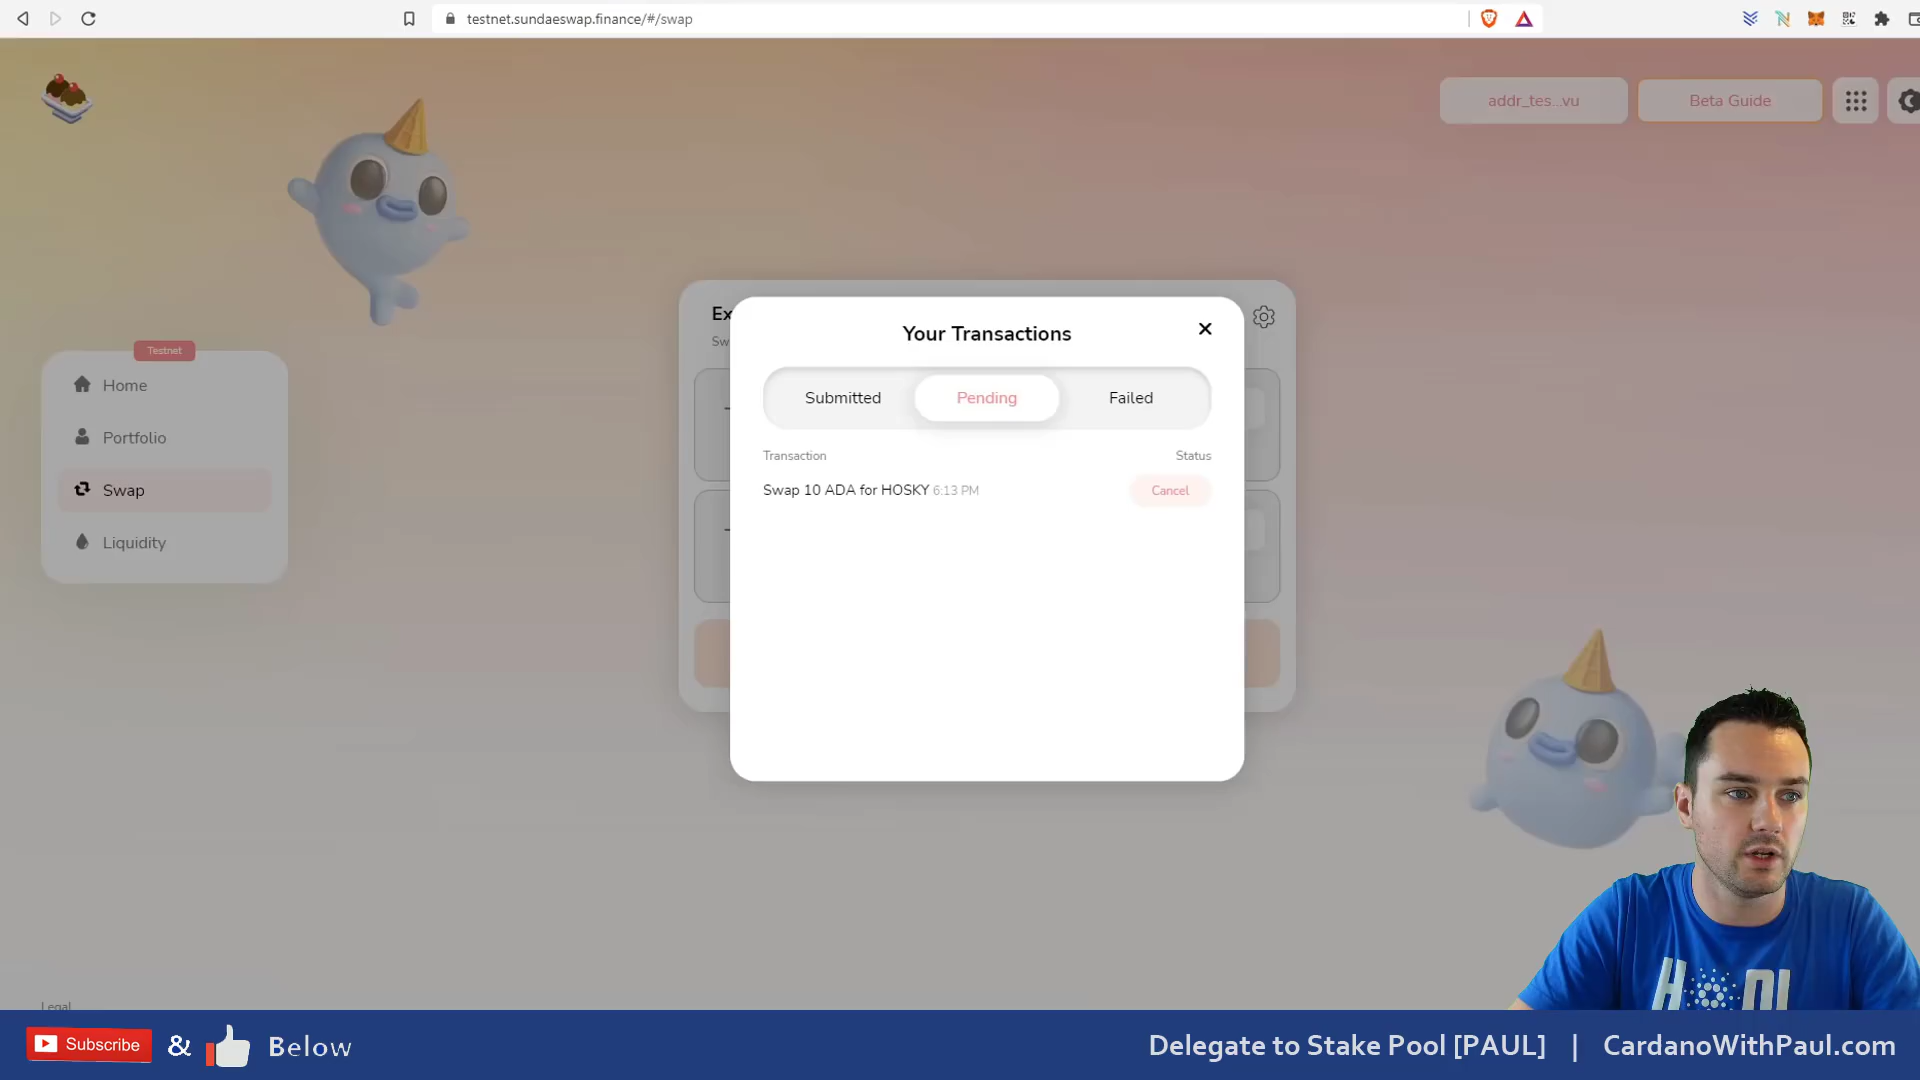 testnet.sundaeswap.finance/#/swap
addr_tes...vu
Beta Guide
Testnet
Home
Portfolio
Swap
Liquidity
Ex
Sw
Your Transactions
Submitted
Pending
Failed
Transaction
Status
Swap 10 ADA for HOSKY 6:13 PM
Cancel
Legal
Subscribe & Below
Delegate to Stake Pool [PAUL] | CardanoWithPaul.com